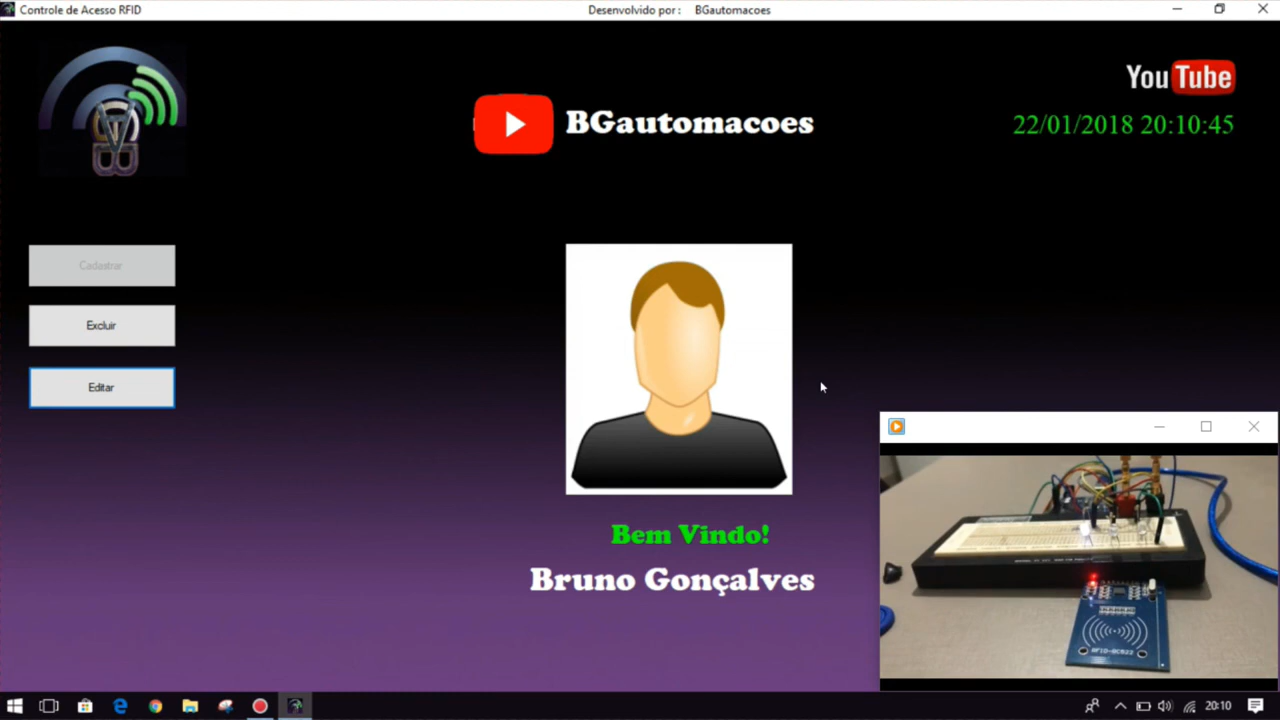 Controle de Acesso RFID
Desenvolvido por : BGautomacoes
YouTube
BGautomacoes
22/01/2018 20:10:45
Cadastrar
Excluir
Editar
Bem Vindo!
Bruno Gonçalves
RFID-RC522
20:10